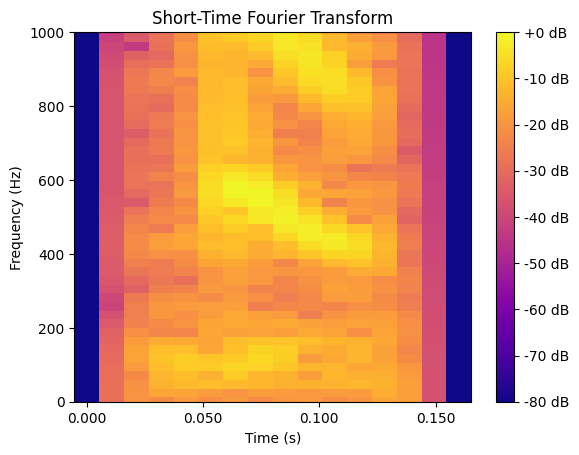 Short-Time Fourier Transform
1000
800
600
400
200
0
Frequency (Hz)
0.000
0.050
0.100
0.150
Time (s)
+0 dB
-10 dB
-20 dB
-30 dB
-40 dB
-50 dB
-60 dB
-70 dB
-80 dB